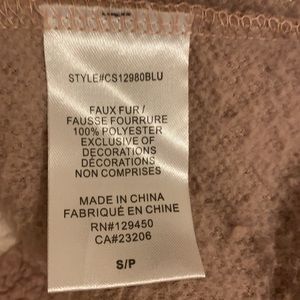 STYLE#CS12980BLU
FAUX FUR /
FAUSSE FOURRURE
100% POLYESTER
EXCLUSIVE OF
DECORATIONS
DÉCORATIONS
NON COMPRISES
MADE IN CHINA
FABRIQUÉ EN CHINE
RN#129450
CA#23206
S/P